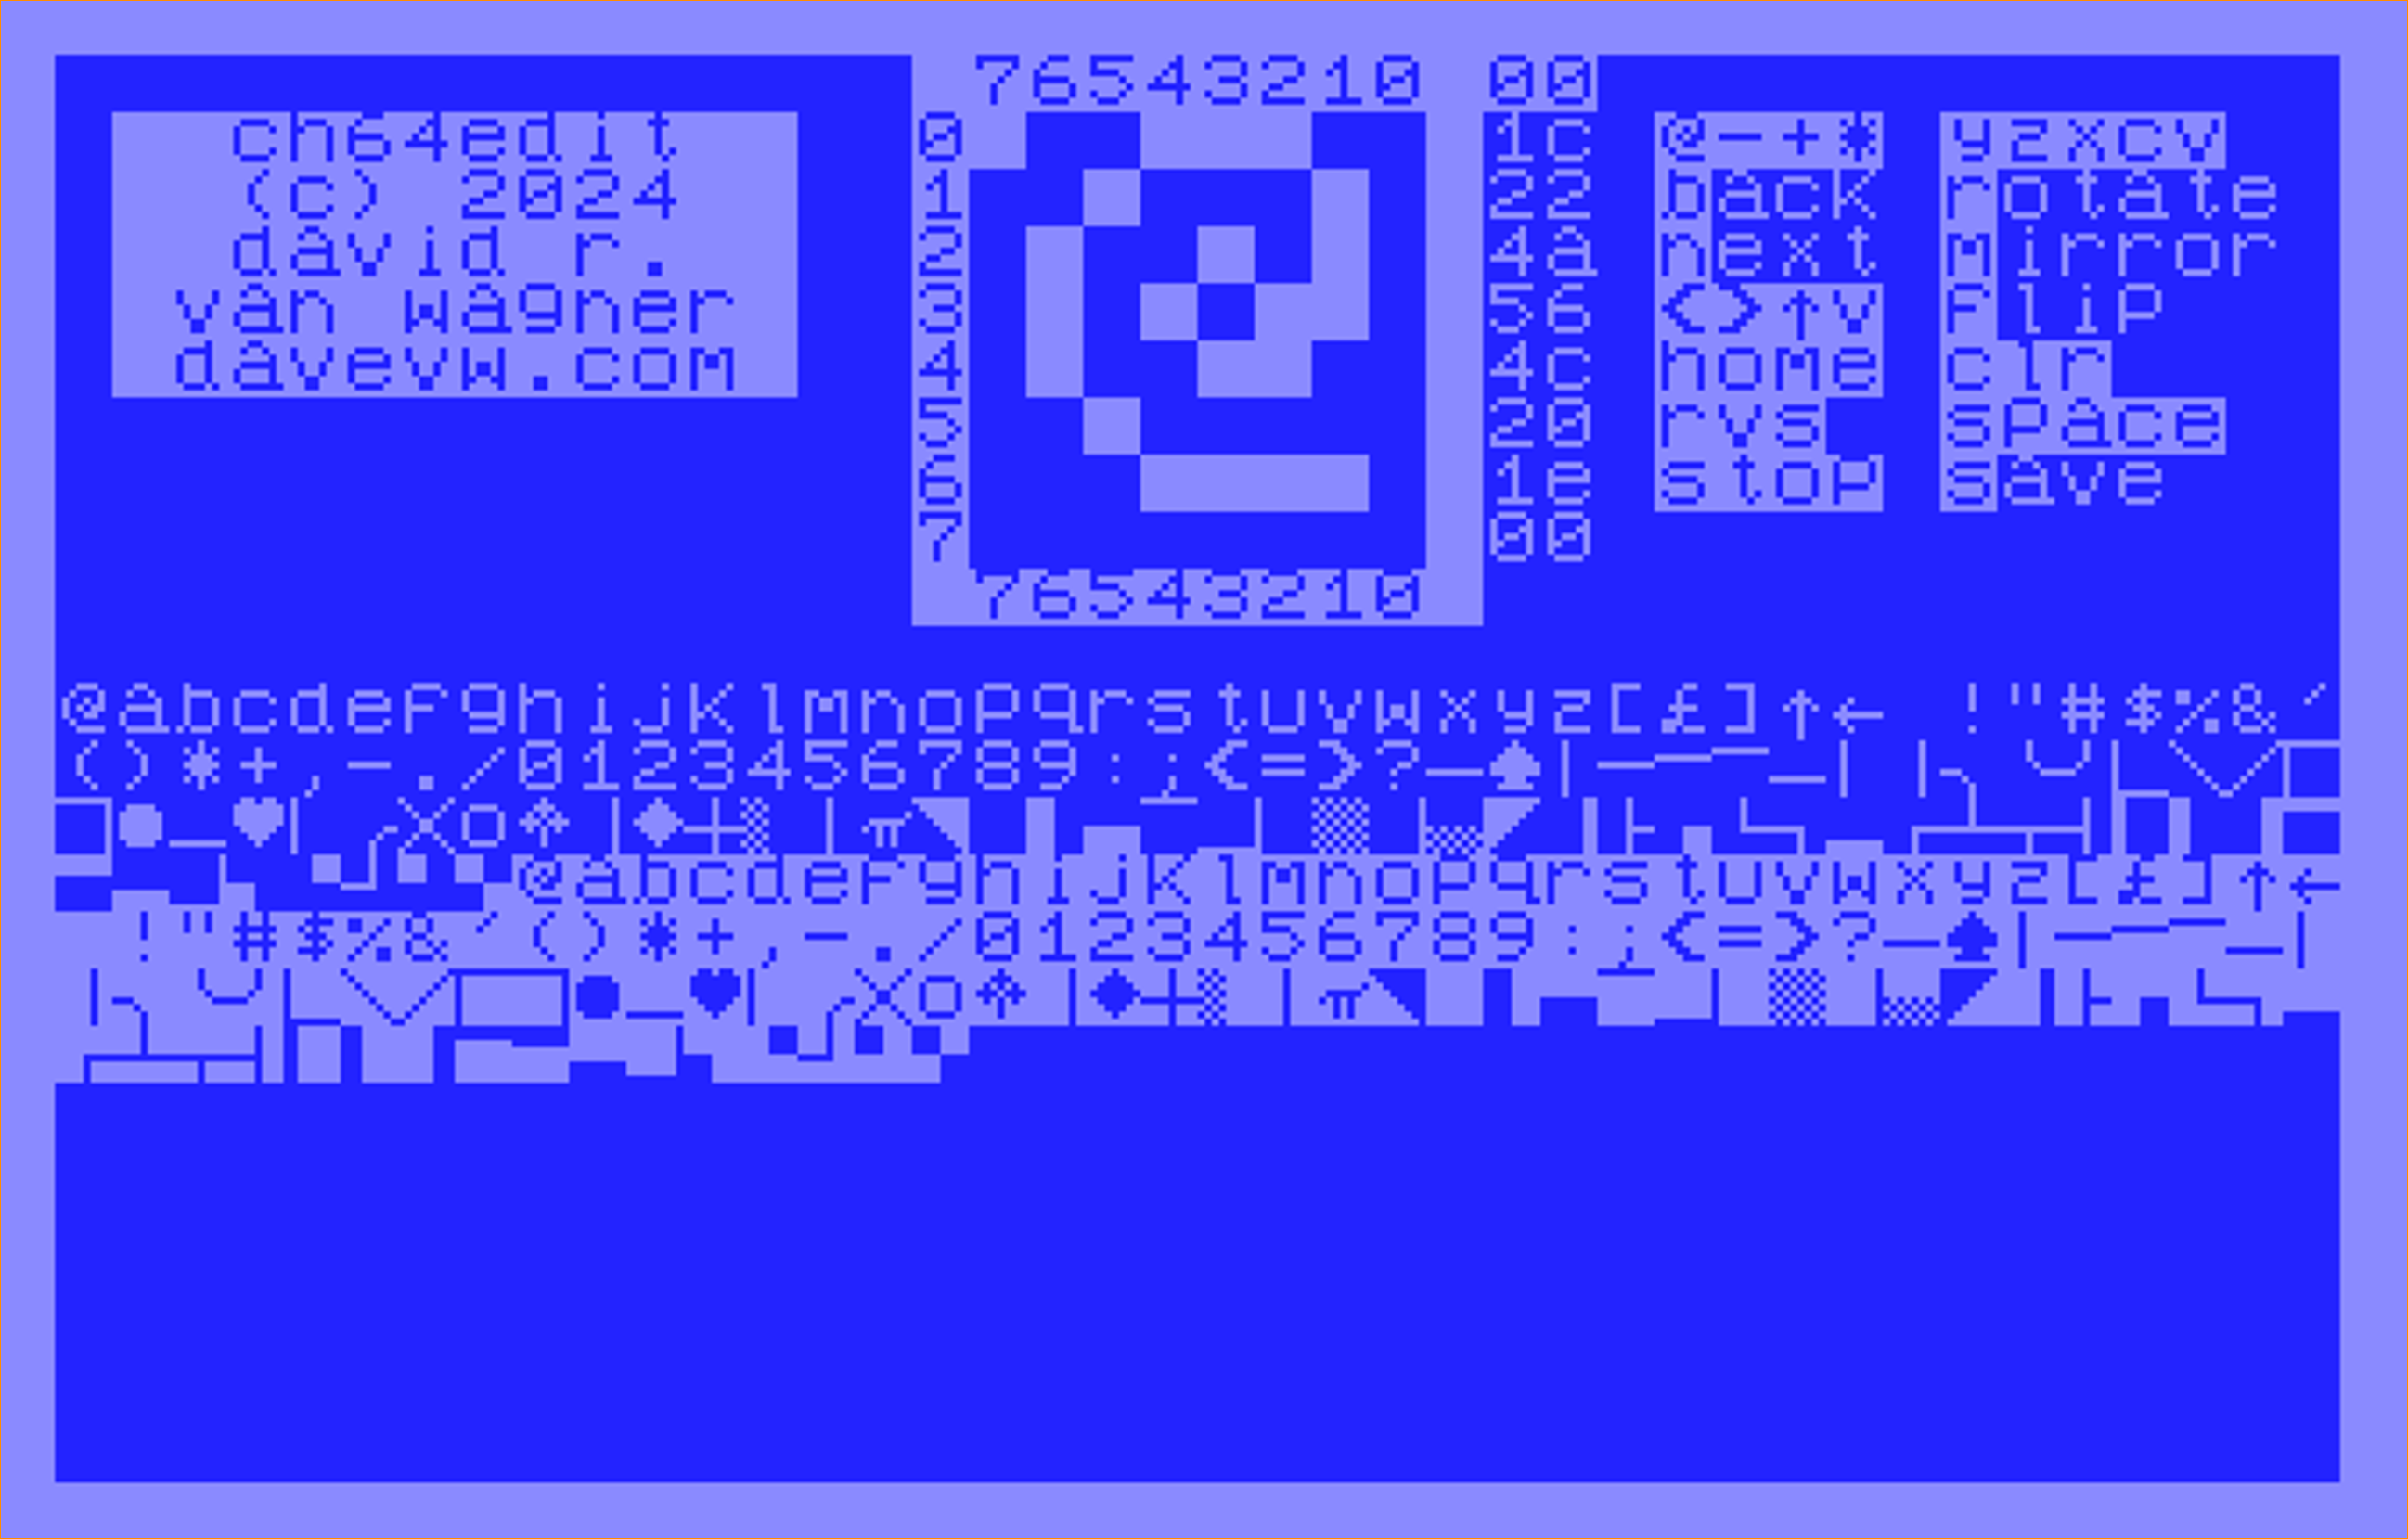 76543210 00
ch64edit 0 1c @-+* yzxcv
(c) 2024 1 22 back rotate
david r. 2 4a next mirror
van wagner 3 56 <>↑v flip
davevw.com 4 4c home clr
5 20 rvs space
6 1e stop save
7 00
76543210
@abcdefghijklmnopqrstuvwxyz[£]↑← !"#$%&´
()*+,-./0123456789:;<=>?
@abcdefghijklmnopqrstuvwxyz[£]↑←
!"#$%&´()*+,-./0123456789:;<=>?